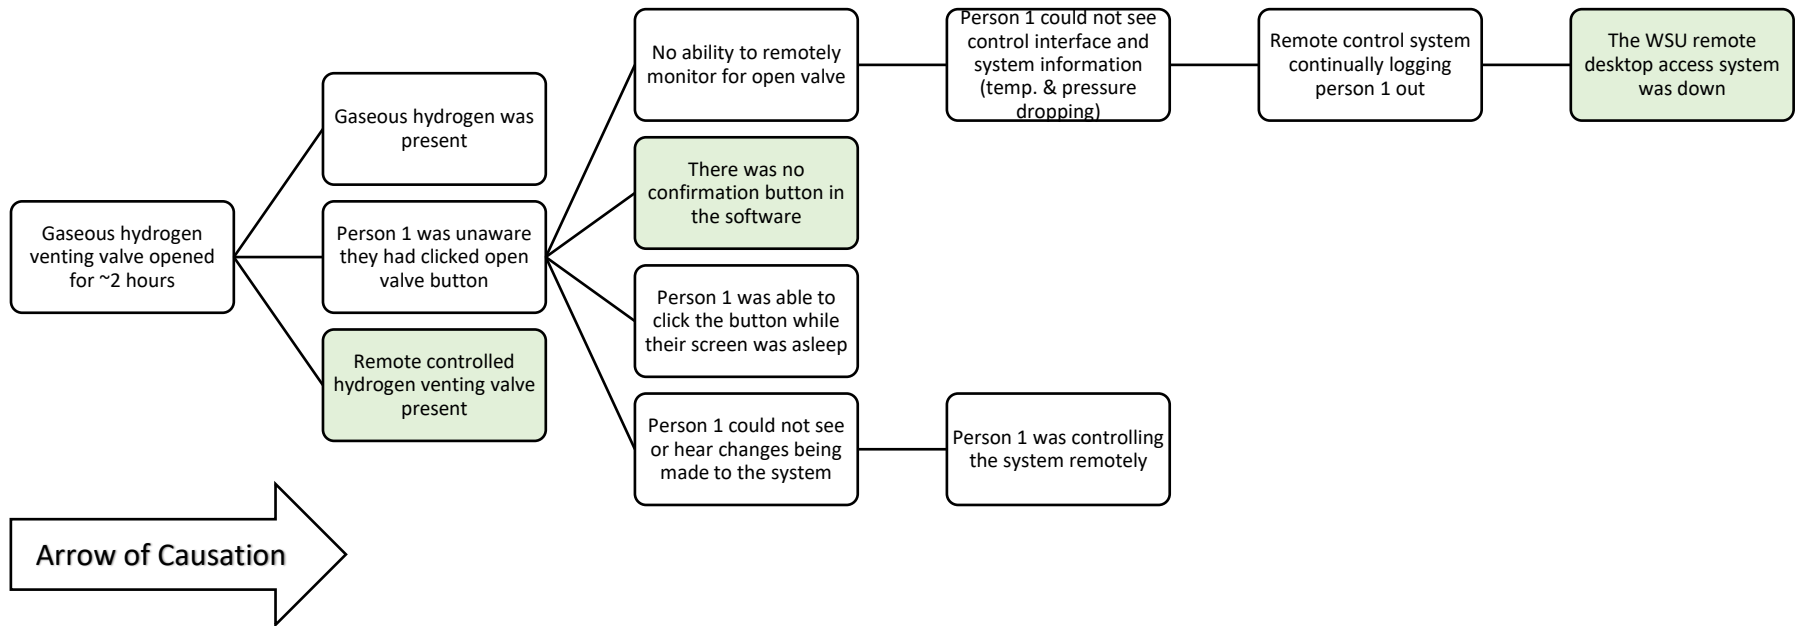 Gaseous hydrogen
venting valve opened
for ~2 hours
Gaseous hydrogen was
present
Person 1 was unaware
they had clicked open
valve button
Remote controlled
hydrogen venting valve
present
No ability to remotely
monitor for open valve
There was no
confirmation button in
the software
Person 1 was able to
click the button while
their screen was asleep
Person 1 could not see
or hear changes being
made to the system
Person 1 could not see
control interface and
system information
(temp. & pressure
dropping)
Person 1 was controlling
the system remotely
Remote control system
continually logging
person 1 out
The WSU remote
desktop access system
was down
Arrow of Causation